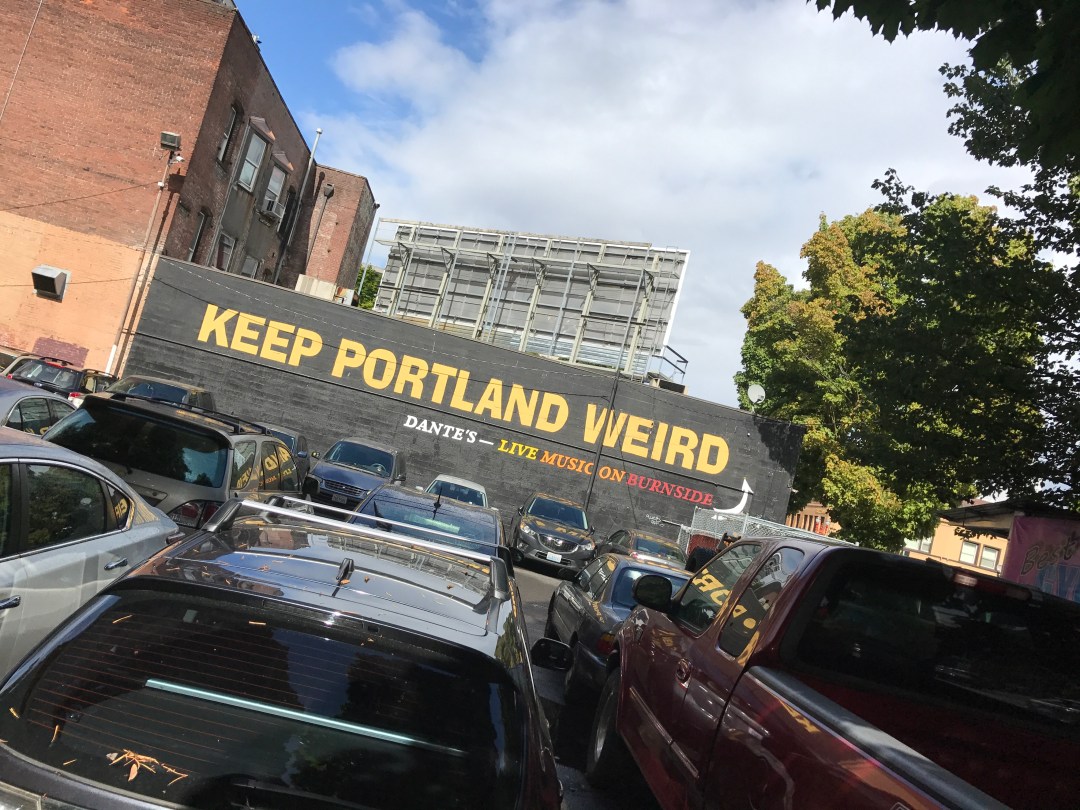 KEEP PORTLAND WEIRD
DANTE'S — LIVE MUSIC ON BURNSIDE